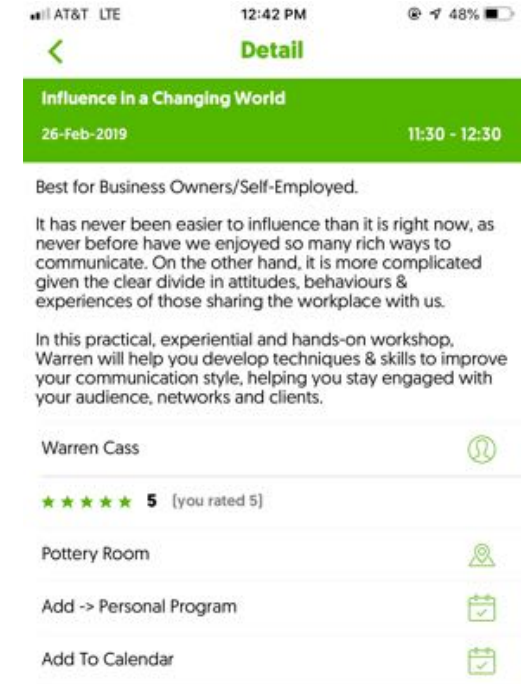 AT&T LTE 12:42 PM 48%
Detail
Influence in a Changing World
26-Feb-2019 11:30 - 12:30
Best for Business Owners/Self-Employed.
It has never been easier to influence than it is right now, as
never before have we enjoyed so many rich ways to
communicate. On the other hand, it is more complicated
given the clear divide in attitudes, behaviours &
experiences of those sharing the workplace with us.
In this practical, experiential and hands-on workshop,
Warren will help you develop techniques & skills to improve
your communication style, helping you stay engaged with
your audience, networks and clients.
Warren Cass
5 (you rated 5)
Pottery Room
Add -> Personal Program
Add To Calendar